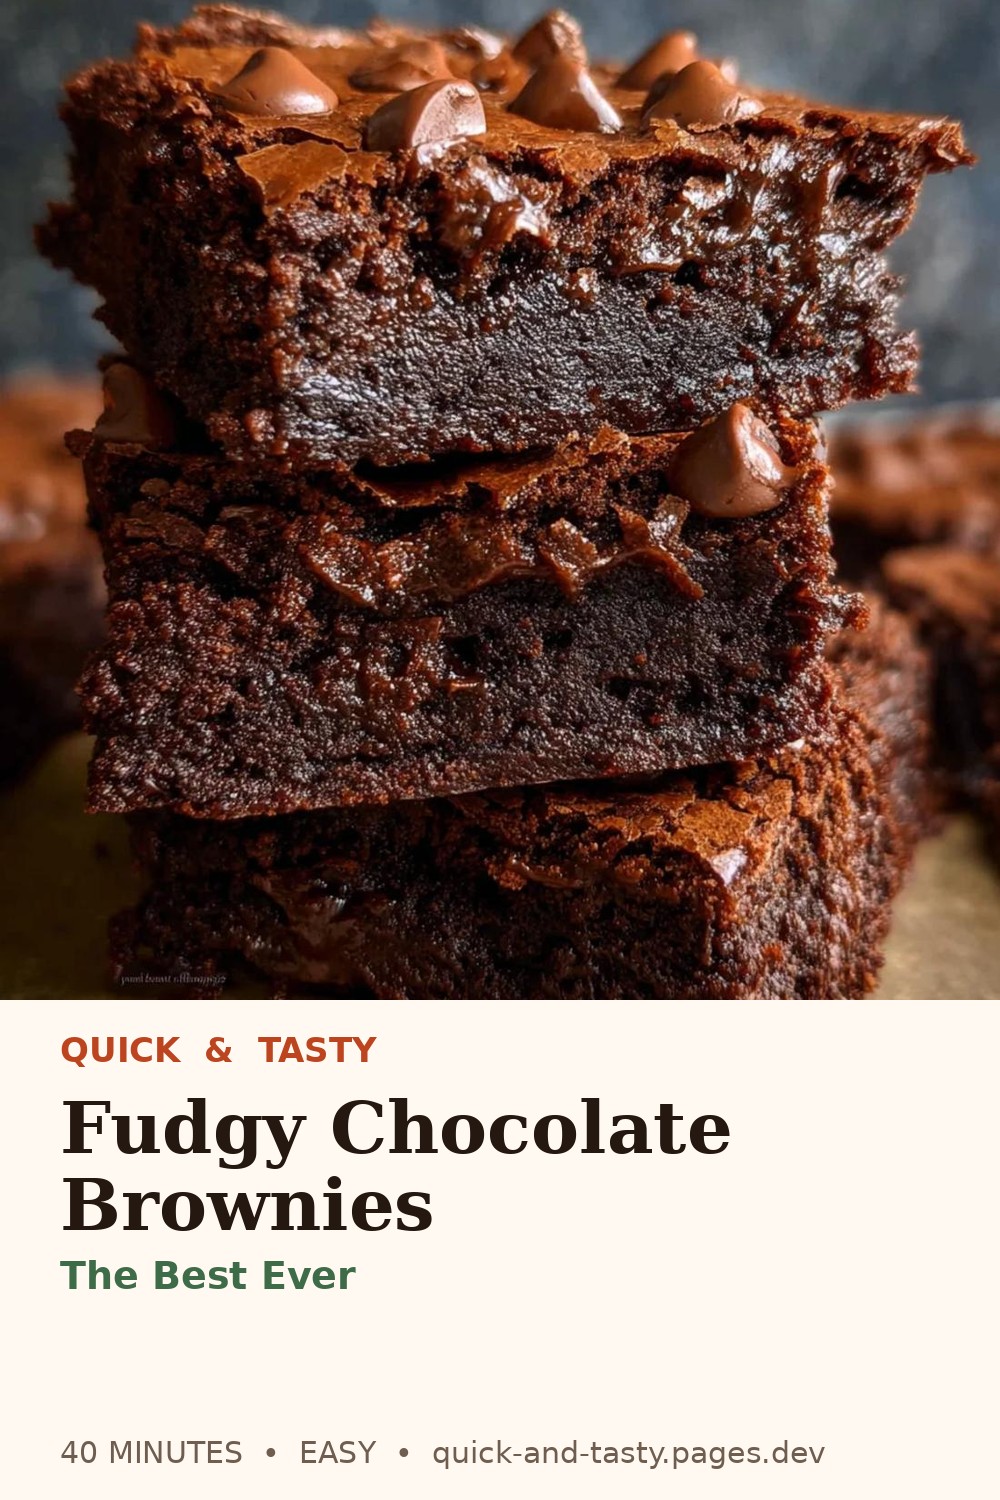 QUICK & TASTY
Fudgy Chocolate
Brownies
The Best Ever
40 MINUTES • EASY • quick-and-tasty.pages.dev